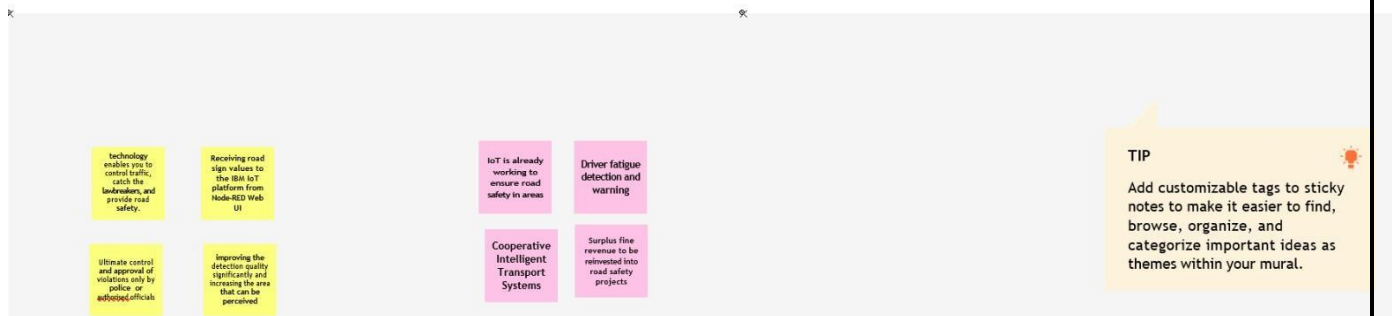 technology
enables you to
control traffic,
catch the
lawbreakers, and
provide road
safety.
Receiving road
sign values to
the IBM IoT
platform from
Node-RED Web
UI
Ultimate control
and approval of
violations only by
police or
authorised officials
improving the
detection quality
significantly and
increasing the area
that can be
perceived
IoT is already
working to
ensure road
safety in areas
Driver fatigue
detection and
warning
Cooperative
Intelligent
Transport
Systems
Surplus fine
revenue to be
reinvested into
road safety
projects
TIP
Add customizable tags to sticky
notes to make it easier to find,
browse, organize, and
categorize important ideas as
themes within your mural.